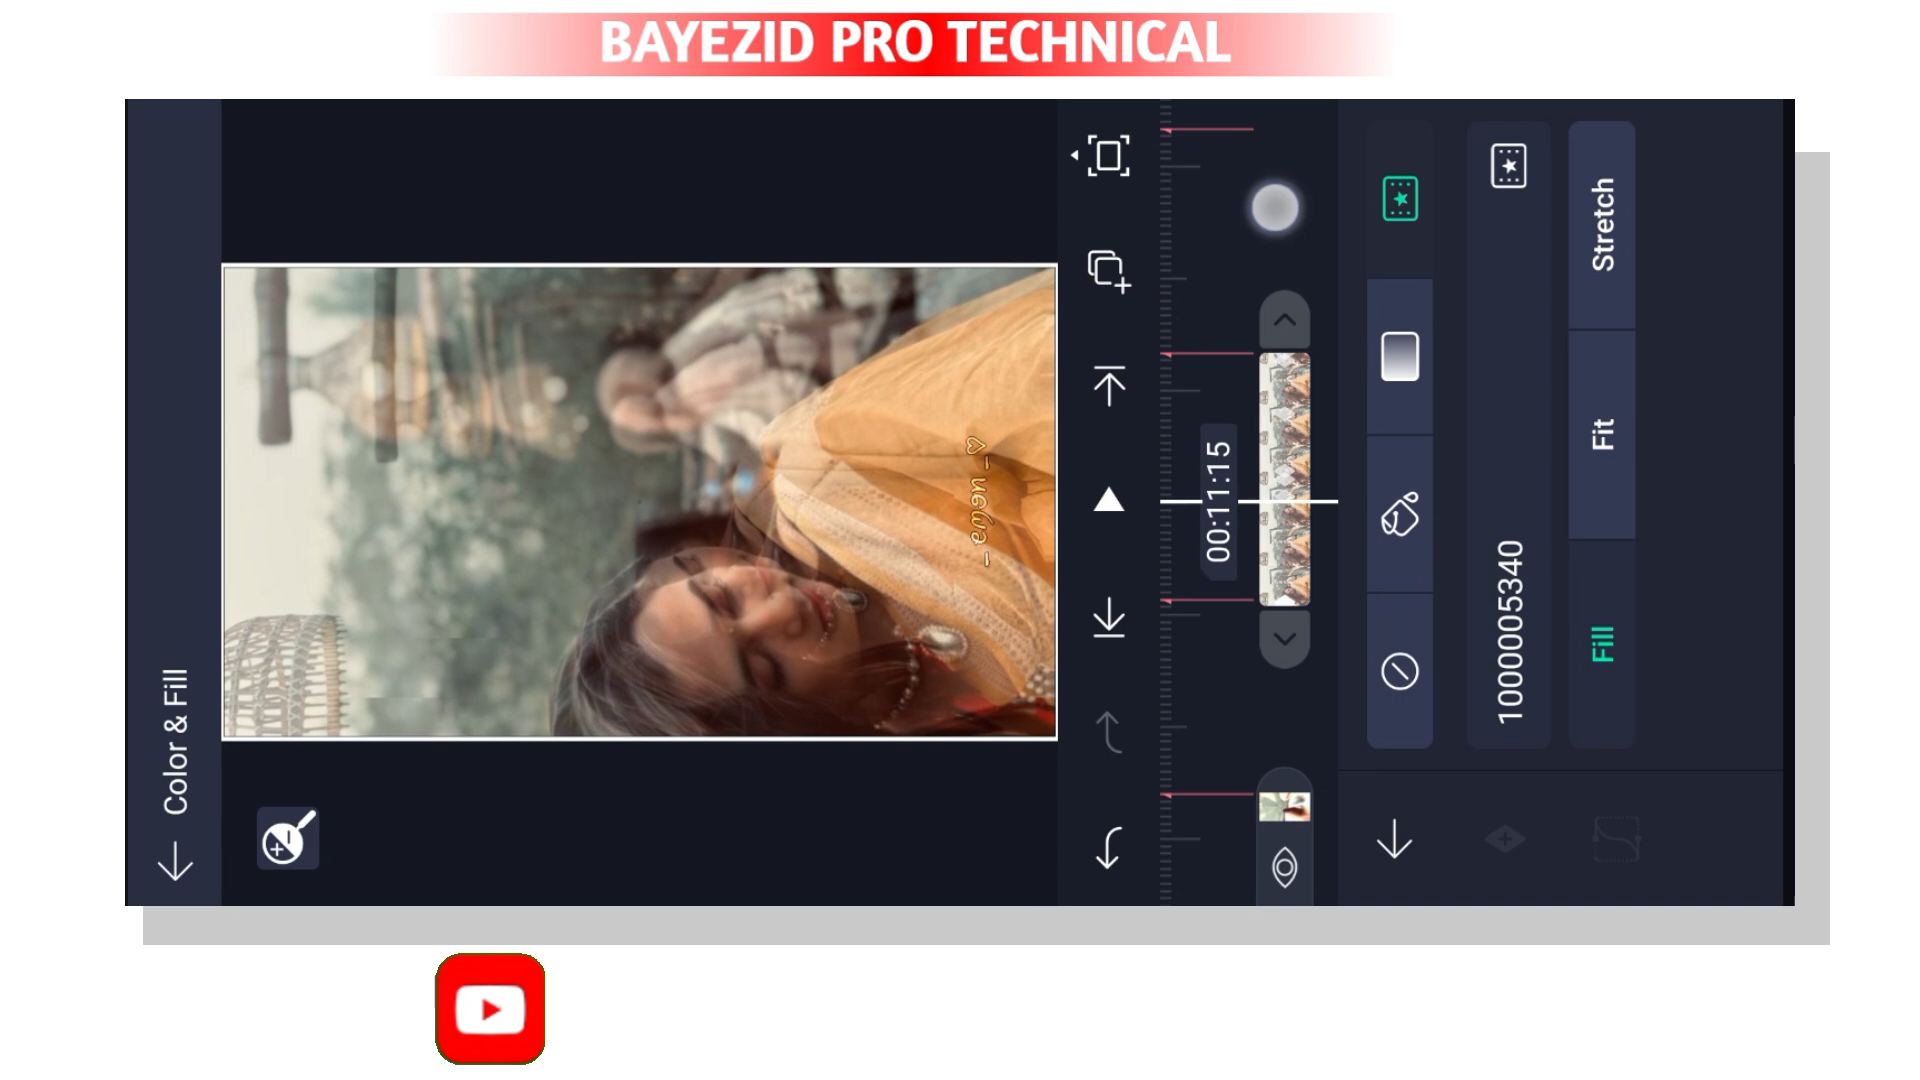 BAYEZID PRO TECHNICAL
Color & Fill
00:11:15
1000005340
Fill
Fit
Stretch